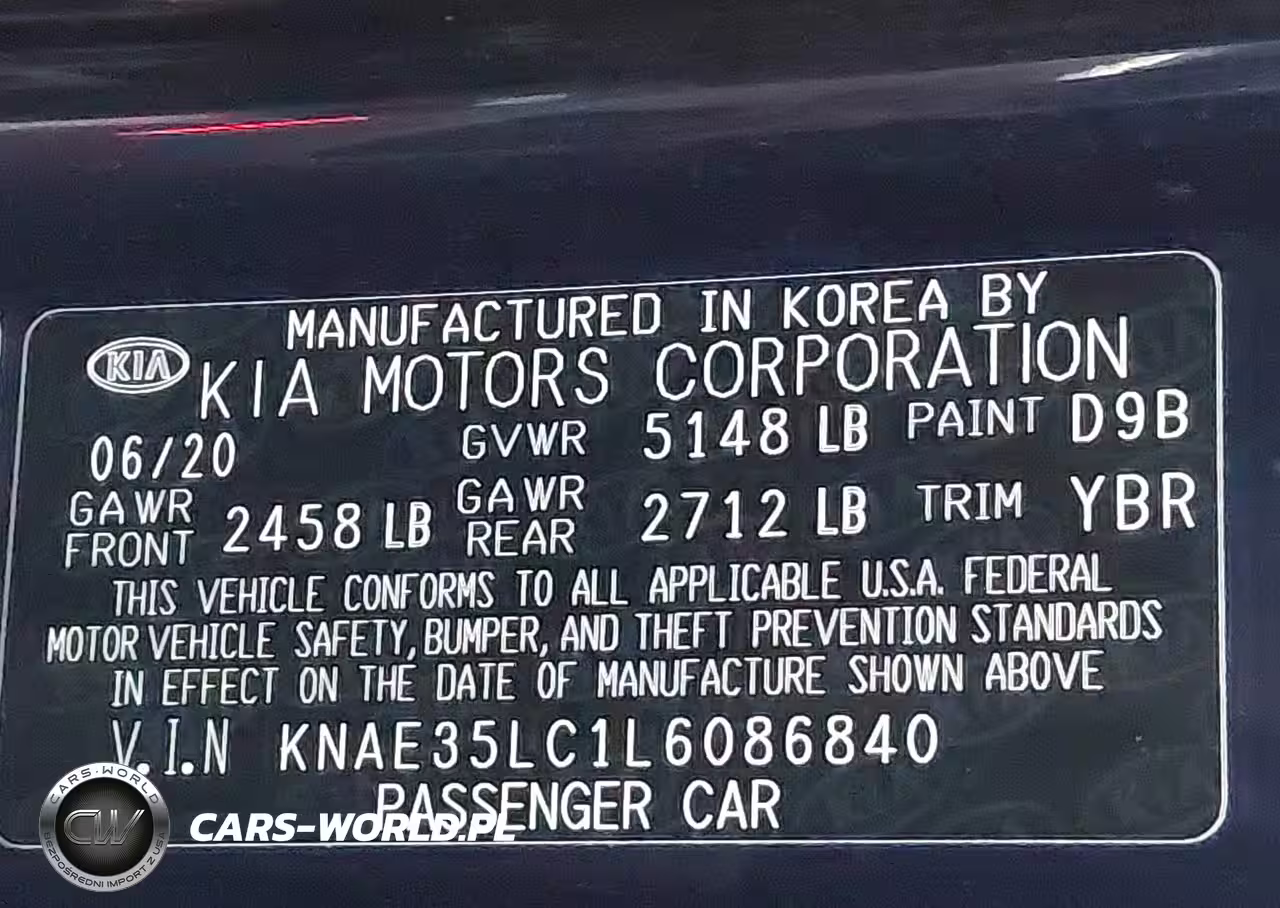 MANUFACTURED IN KOREA BY
KIA KIA MOTORS CORPORATION
06/20 GVWR 5148 LB PAINT D9B
GAWR FRONT 2458 LB GAWR REAR 2712 LB TRIM YBR
THIS VEHICLE CONFORMS TO ALL APPLICABLE U.S.A. FEDERAL
MOTOR VEHICLE SAFETY, BUMPER, AND THEFT PREVENTION STANDARDS
IN EFFECT ON THE DATE OF MANUFACTURE SHOWN ABOVE
V.I.N KNAE35LC1L6086840
PASSENGER CAR
CARS-WORLD
CW
BEZPOŚREDNI IMPORT Z USA
CARS-WORLD.PL